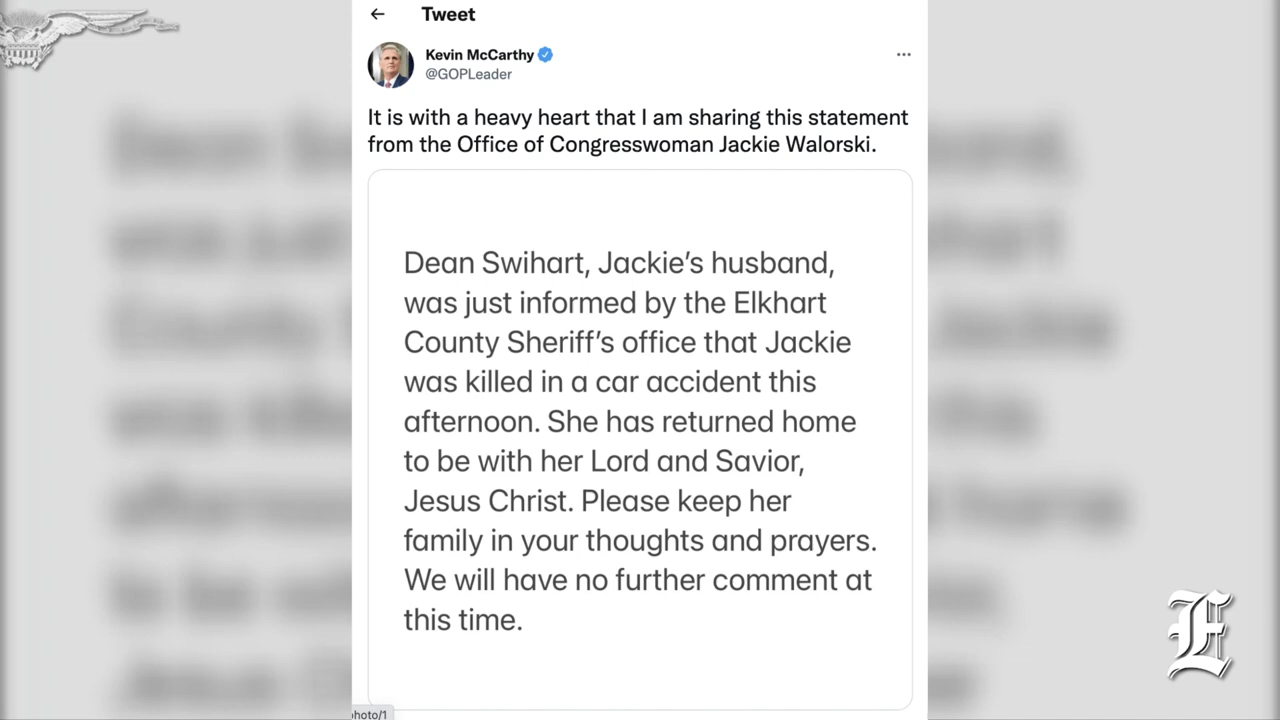 Tweet
Kevin McCarthy
@GOPLeader
It is with a heavy heart that I am sharing this statement
from the Office of Congresswoman Jackie Walorski.
Dean Swihart, Jackie's husband,
was just informed by the Elkhart
County Sheriff's office that Jackie
was killed in a car accident this
afternoon. She has returned home
to be with her Lord and Savior,
Jesus Christ. Please keep her
family in your thoughts and prayers.
We will have no further comment at
this time.
hoto/1
E